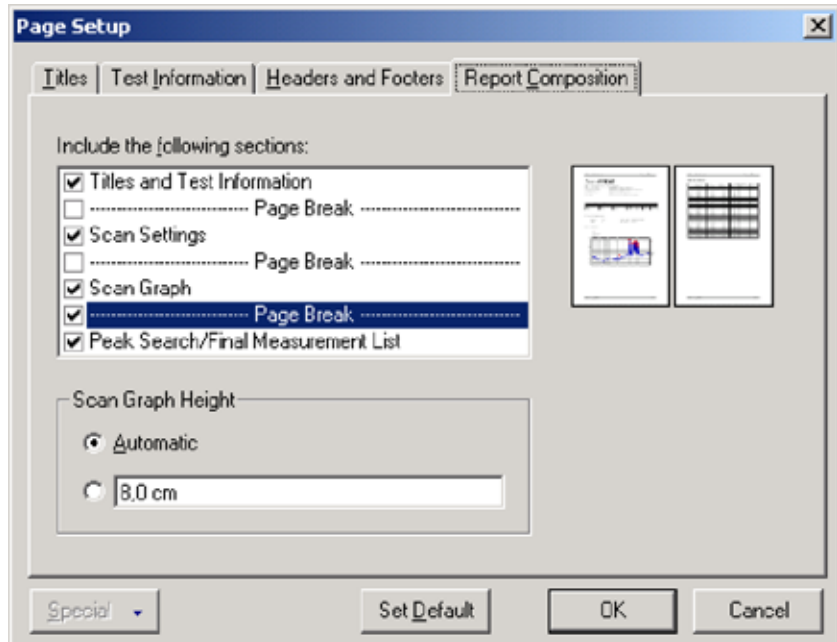 Page Setup
Titles Test Information Headers and Footers Report Composition
Include the following sections:
Titles and Test Information
---------------------------- Page Break ----------------------------
Scan Settings
---------------------------- Page Break ----------------------------
Scan Graph
---------------------------- Page Break ----------------------------
Peak Search/Final Measurement List
Scan Graph Height
Automatic
8,0 cm
Special Set Default OK Cancel